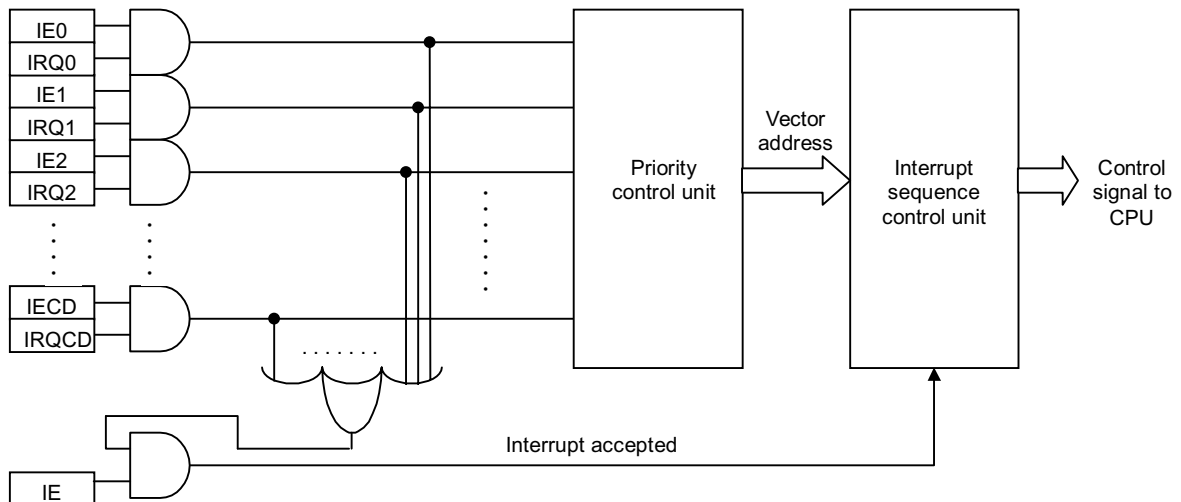 IE0
IRQ0
IE1
IRQ1
IE2
IRQ2
IECD
IRQCD
IE
Priority
control unit
Vector
address
Interrupt
sequence
control unit
Control
signal to
CPU
Interrupt accepted